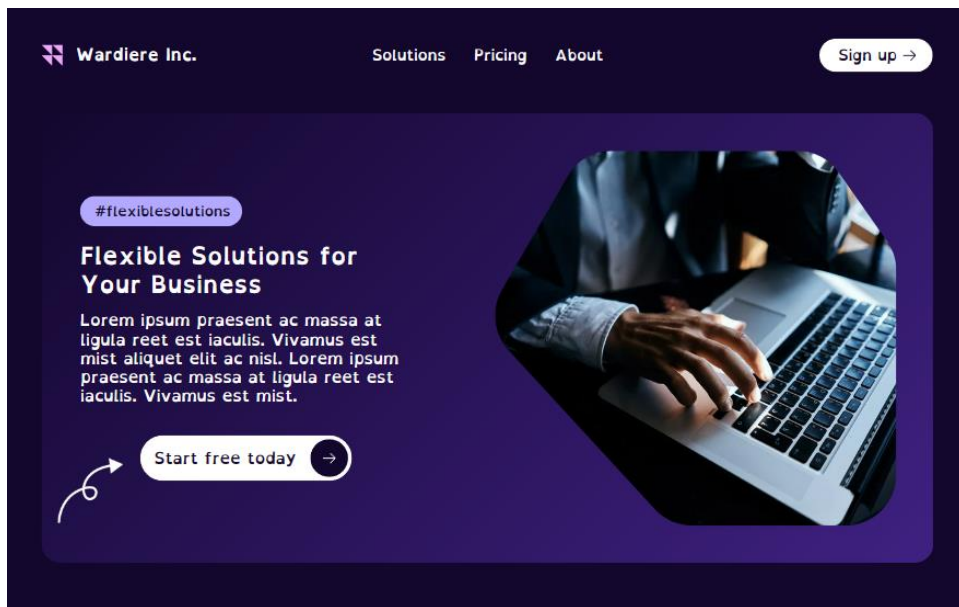 Wardiere Inc.
Solutions
Pricing
About
Sign up →
#flexiblesolutions
Flexible Solutions for
Your Business
Lorem ipsum praesent ac massa at
ligula reet est iaculis. Vivamus est
mist aliquet elit ac nisl. Lorem ipsum
praesent ac massa at ligula reet est
iaculis. Vivamus est mist.
Start free today →